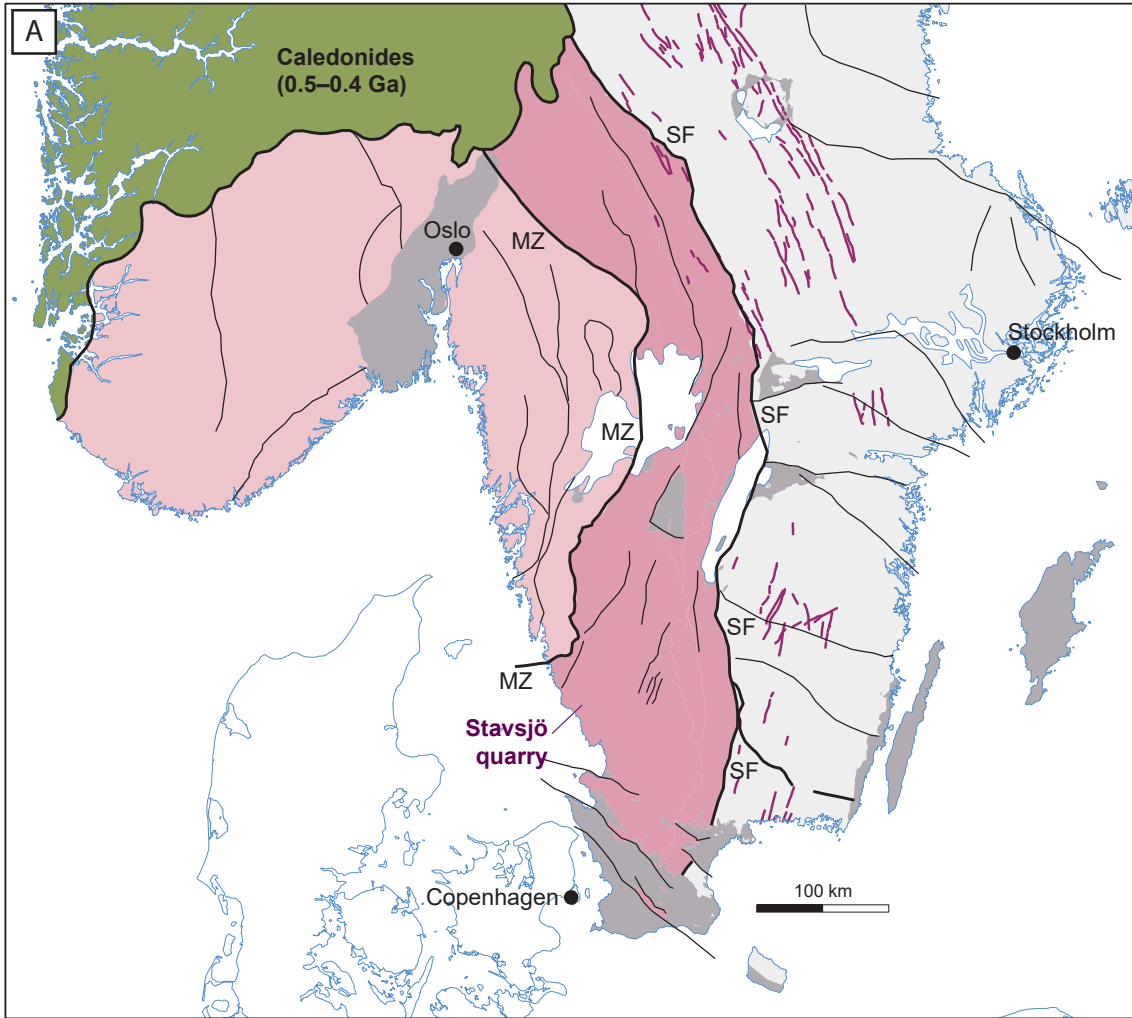 A
Caledonides
(0.5–0.4 Ga)
SF
Oslo
MZ
Stockholm
SF
MZ
SF
MZ
Stavsjö
quarry
SF
Copenhagen
100 km